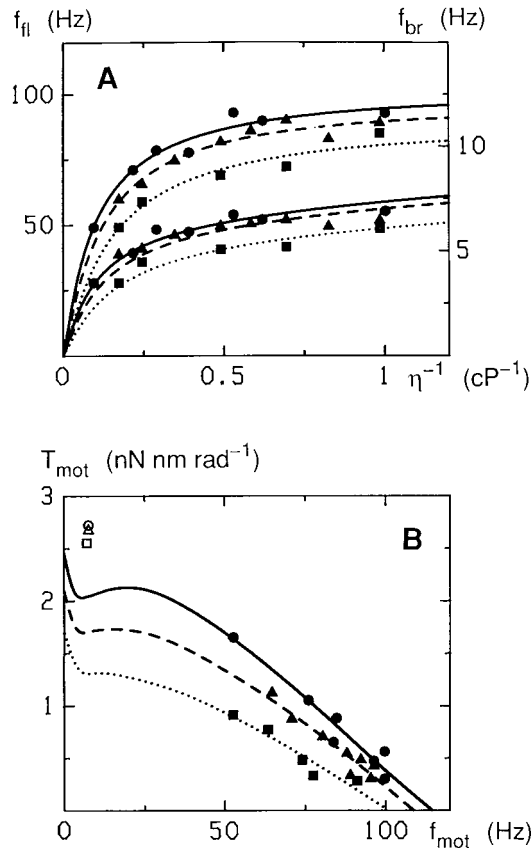 f_fl (Hz) f_br (Hz)
A
100
10
50
5
0 0.5 1 η⁻¹ (cP⁻¹)
T_mot (nN nm rad⁻¹)
3
B
2
1
0 50 100 f_mot (Hz)